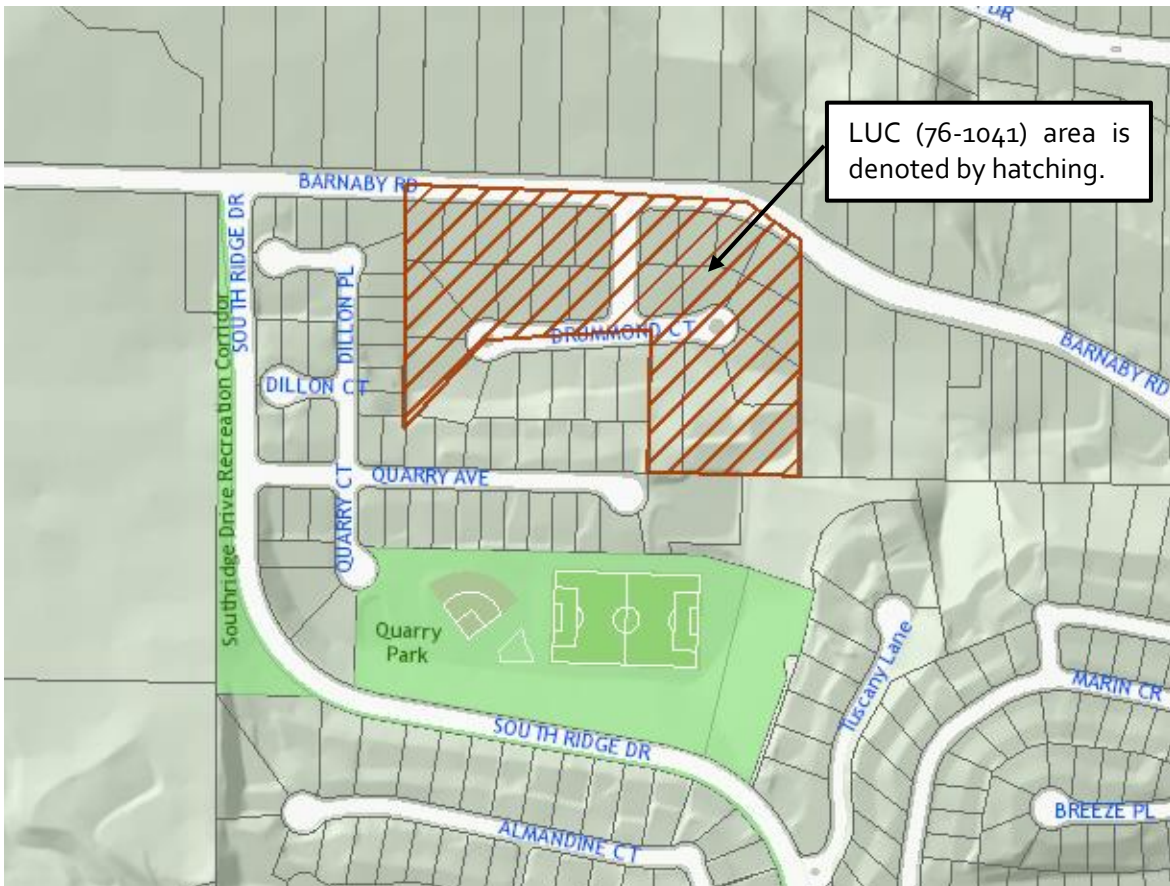 DR
LUC (76-1041) area is
denoted by hatching.
BARNABY RD
SOUTH RIDGE DR
Southridge Drive Recreation Corridor
DILLON PL
DRUMMOND CT
BARNABY RD
DILLON CT
QUARRY AVE
QUARRY CT
Quarry
Park
Tuscany Lane
MARIN CR
SOUTH RIDGE DR
BREEZE PL
ALMANDINE CT